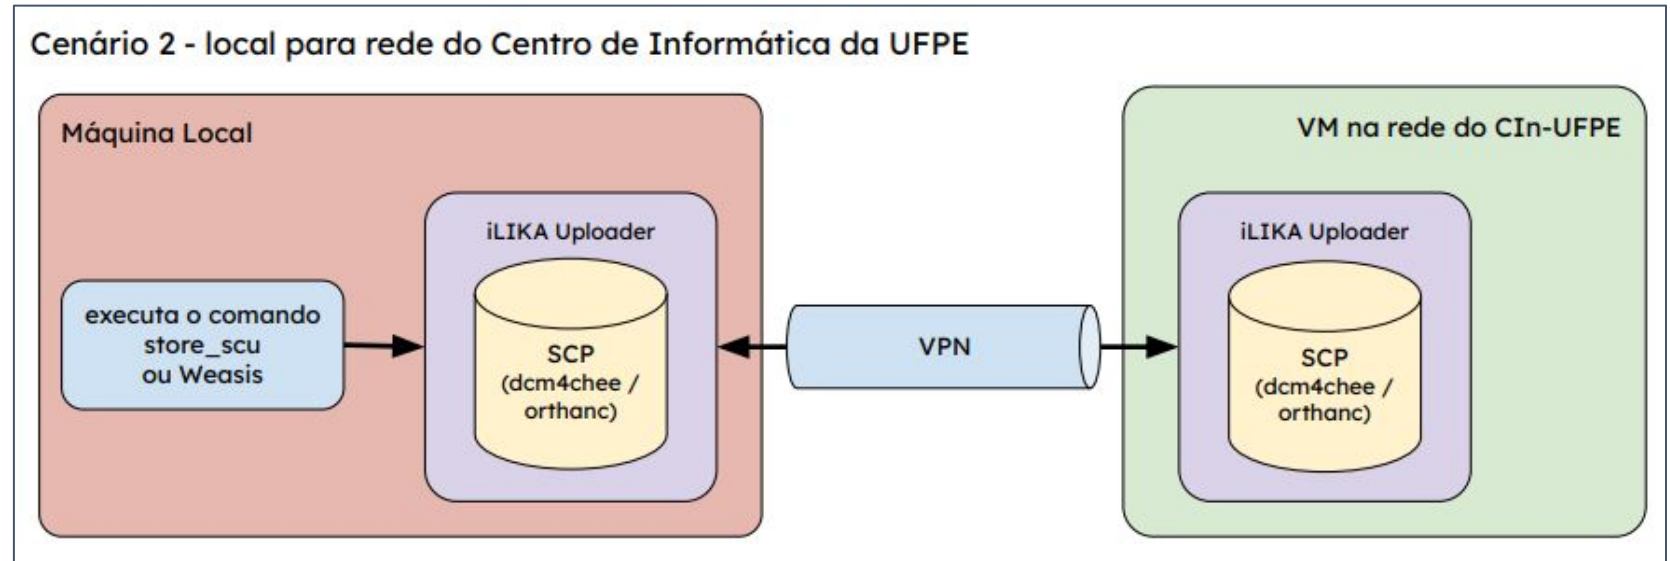 Cenário 2 - local para rede do Centro de Informática da UFPE
Máquina Local
VM na rede do CIn-UFPE
iLIKA Uploader
iLIKA Uploader
executa o comando
store_scu
ou Weasis
SCP
(dcm4chee /
orthanc)
VPN
SCP
(dcm4chee /
orthanc)